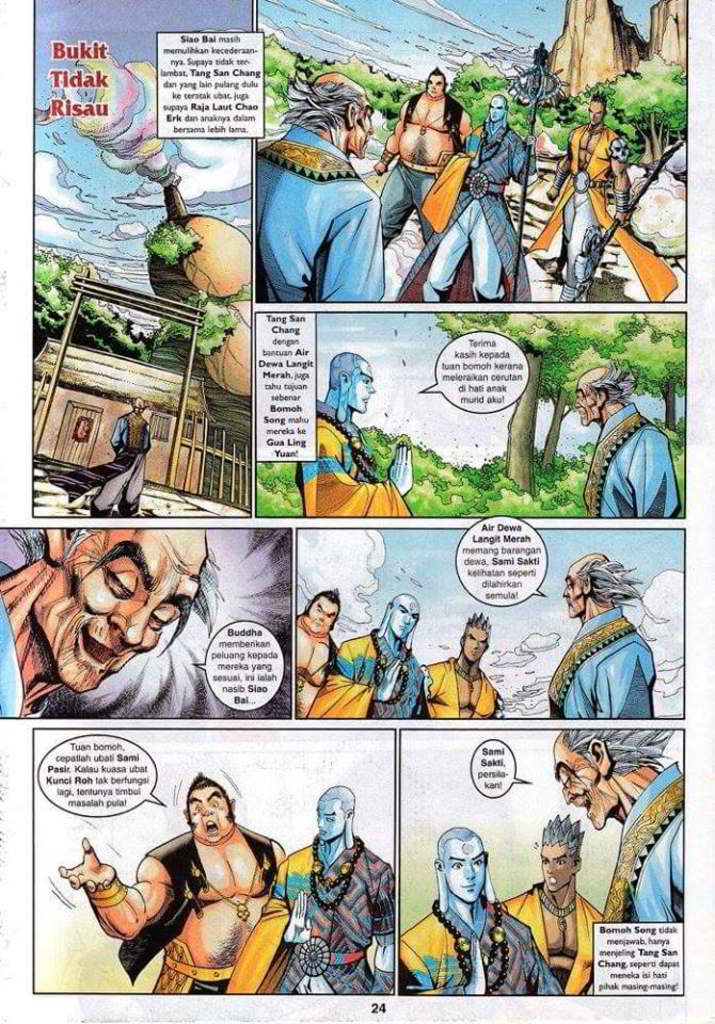 Bukit
Tidak
Risau
Siao Bai masih
memulihkan kecederaan-
nya. Supaya tidak ter-
lambat, Tang San Chang
dan yang lain pulang dulu
ke teratak ubat, juga
supaya Raja Laut Chao
Erk dan anaknya dalam
bersama lebih lama.
Tang San
Chang
dengan
bantuan Air
Dewa Langit
Merah, juga
tahu tujuan
sebenar
Bomoh
Song mahu
mereka ke
Gua Ling
Yuan!
Terima
kasih kepada
tuan bomoh kerana
meleraikan cerutan
di hati anak
murid aku!
Buddha
memberikan
peluang kepada
mereka yang
sesuai, ini ialah
nasib Siao
Bai...
Air Dewa
Langit Merah
memang barangan
dewa, Sami Sakti
kelihatan seperti
dilahirkan
semula!
Tuan bomoh,
cepatlah ubati Sami
Pasir. Kalau kuasa ubat
Kunci Roh tak berfungsi
lagi, tentunya timbul
masalah pula!
Sami
Sakti,
persila-
kan!
Bomoh Song tidak
menjawab, hanya
menjeling Tang San
Chang, seperti dapat
meneka isi hati
pihak masing-masing!
24